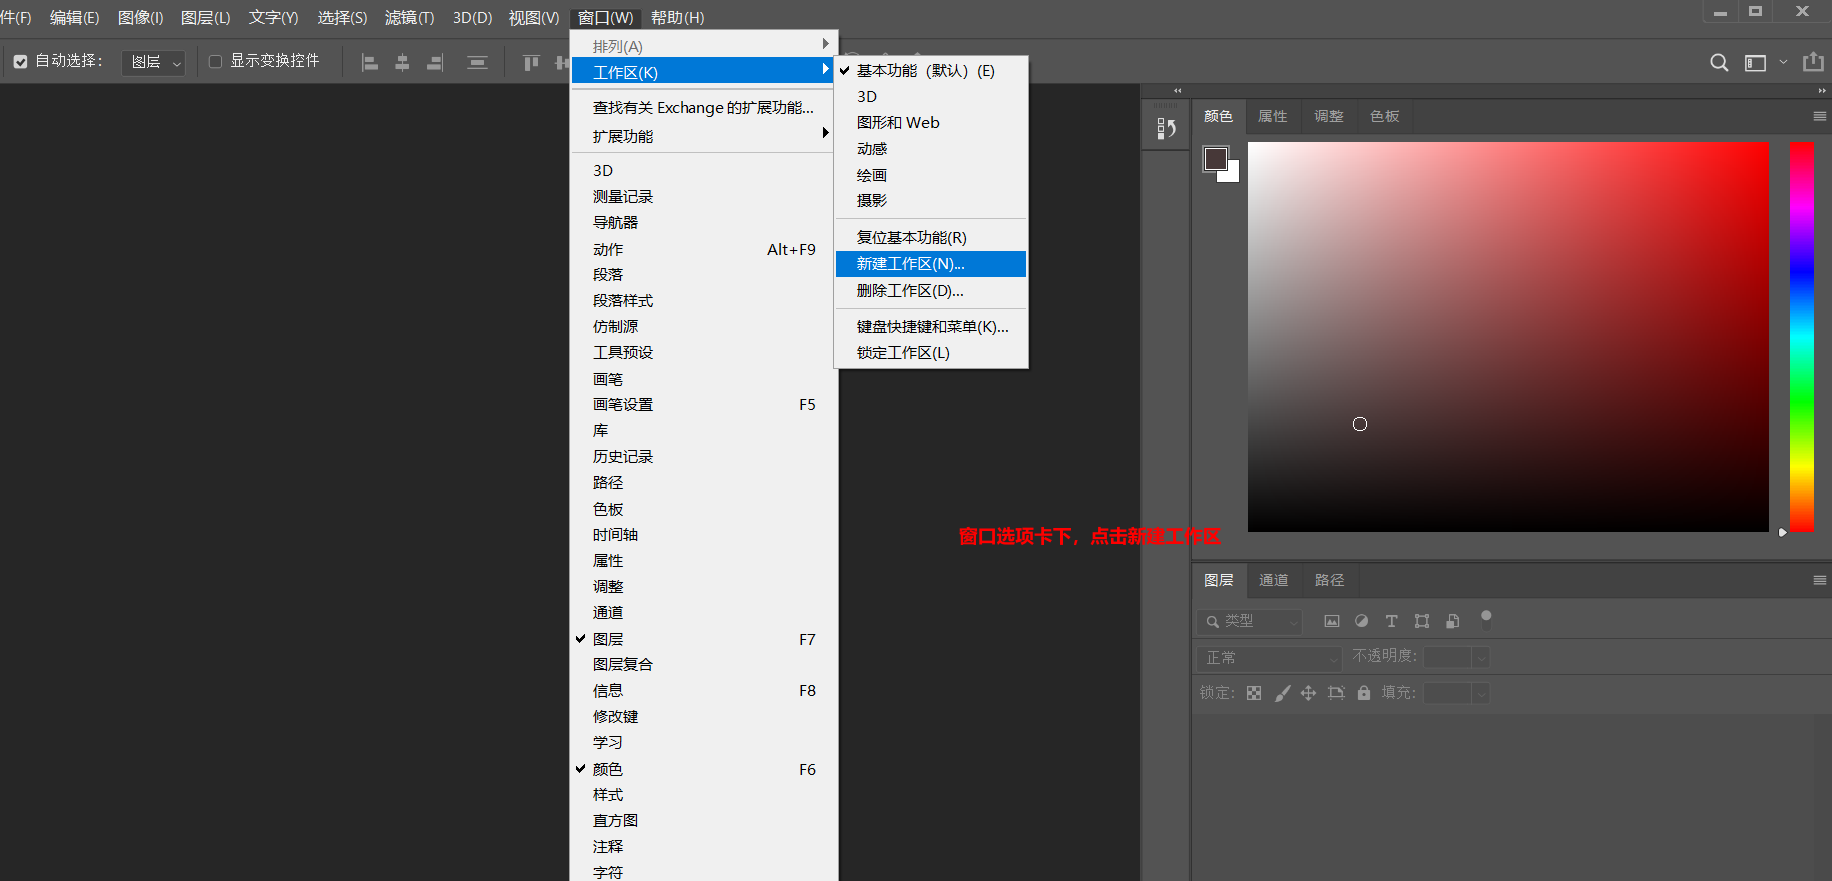 件(F) 编辑(E) 图像(I) 图层(L) 文字(Y) 选择(S) 滤镜(T) 3D(D) 视图(V) 窗口(W) 帮助(H)
自动选择： 图层 显示变换控件
排列(A)
工作区(K)
查找有关 Exchange 的扩展功能...
扩展功能
3D
测量记录
导航器
动作 Alt+F9
段落
段落样式
仿制源
工具预设
画笔
画笔设置 F5
库
历史记录
路径
色板
时间轴
属性
调整
通道
图层 F7
图层复合
信息 F8
修改键
学习
颜色 F6
样式
直方图
注释
字符
基本功能（默认）(E)
3D
图形和 Web
动感
绘画
摄影
复位基本功能(R)
新建工作区(N)...
删除工作区(D)...
键盘快捷键和菜单(K)...
锁定工作区(L)
窗口选项卡下，点击新建工作区
颜色 属性 调整 色板
图层 通道 路径
类型
正常 不透明度:
锁定: 填充: